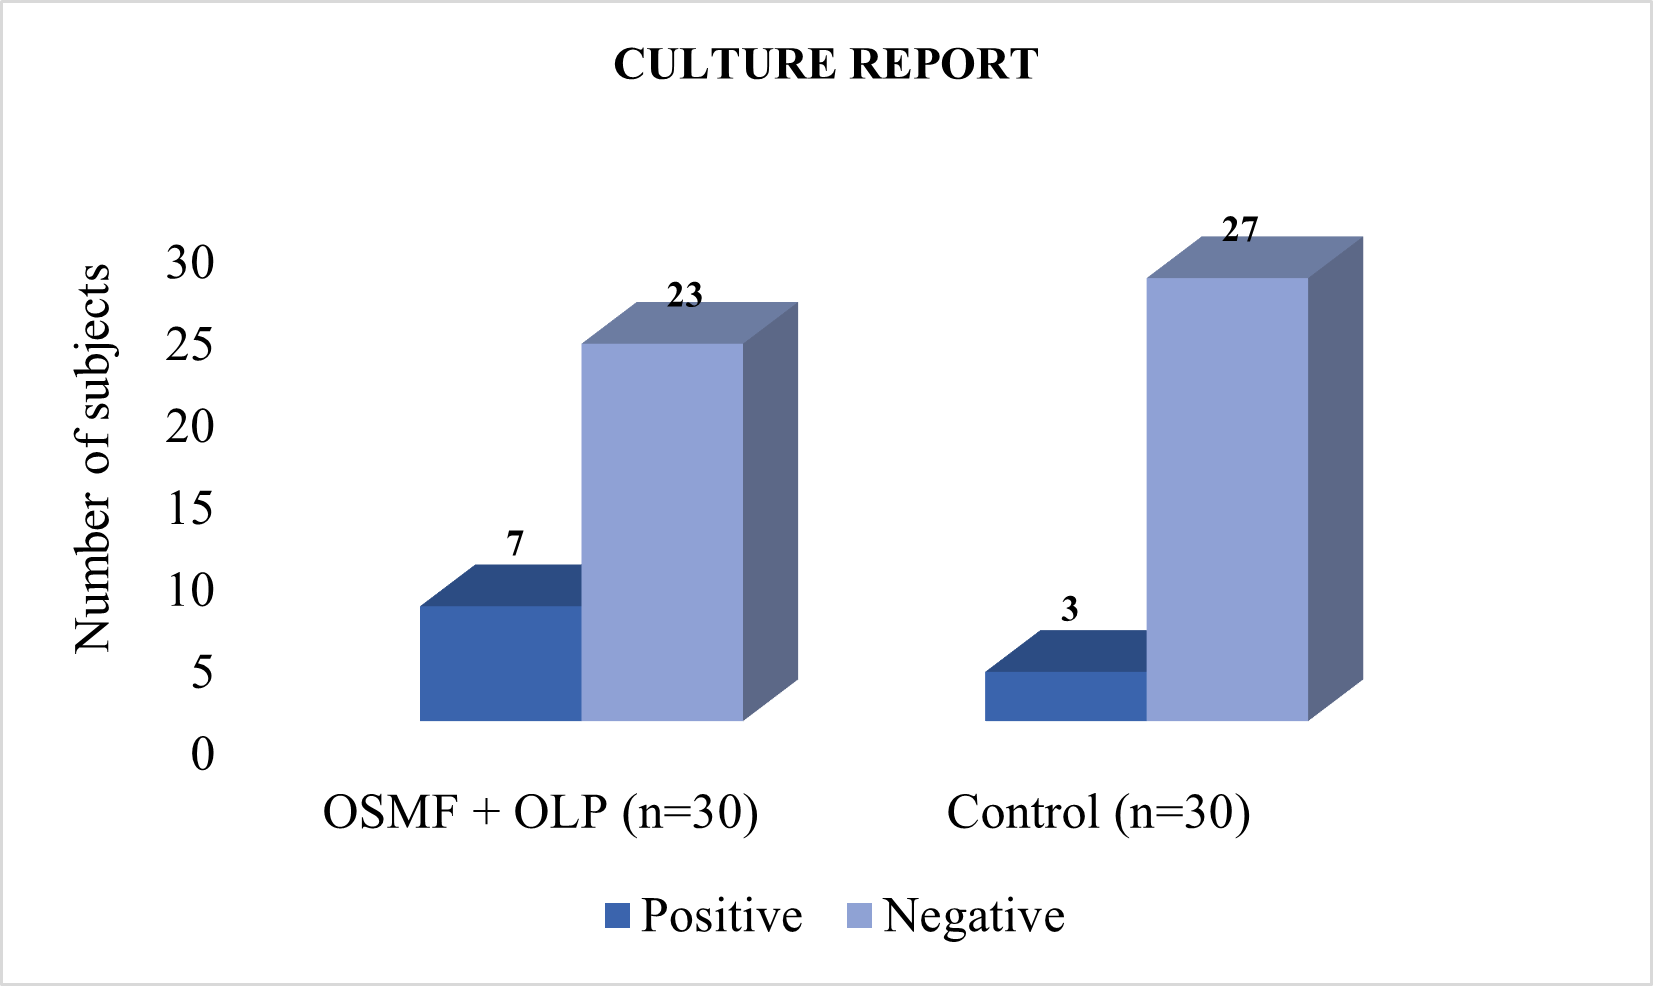 CULTURE REPORT
Number of subjects
30
25
20
15
10
5
0
7
23
3
27
OSMF + OLP (n=30)
Control (n=30)
Positive
Negative